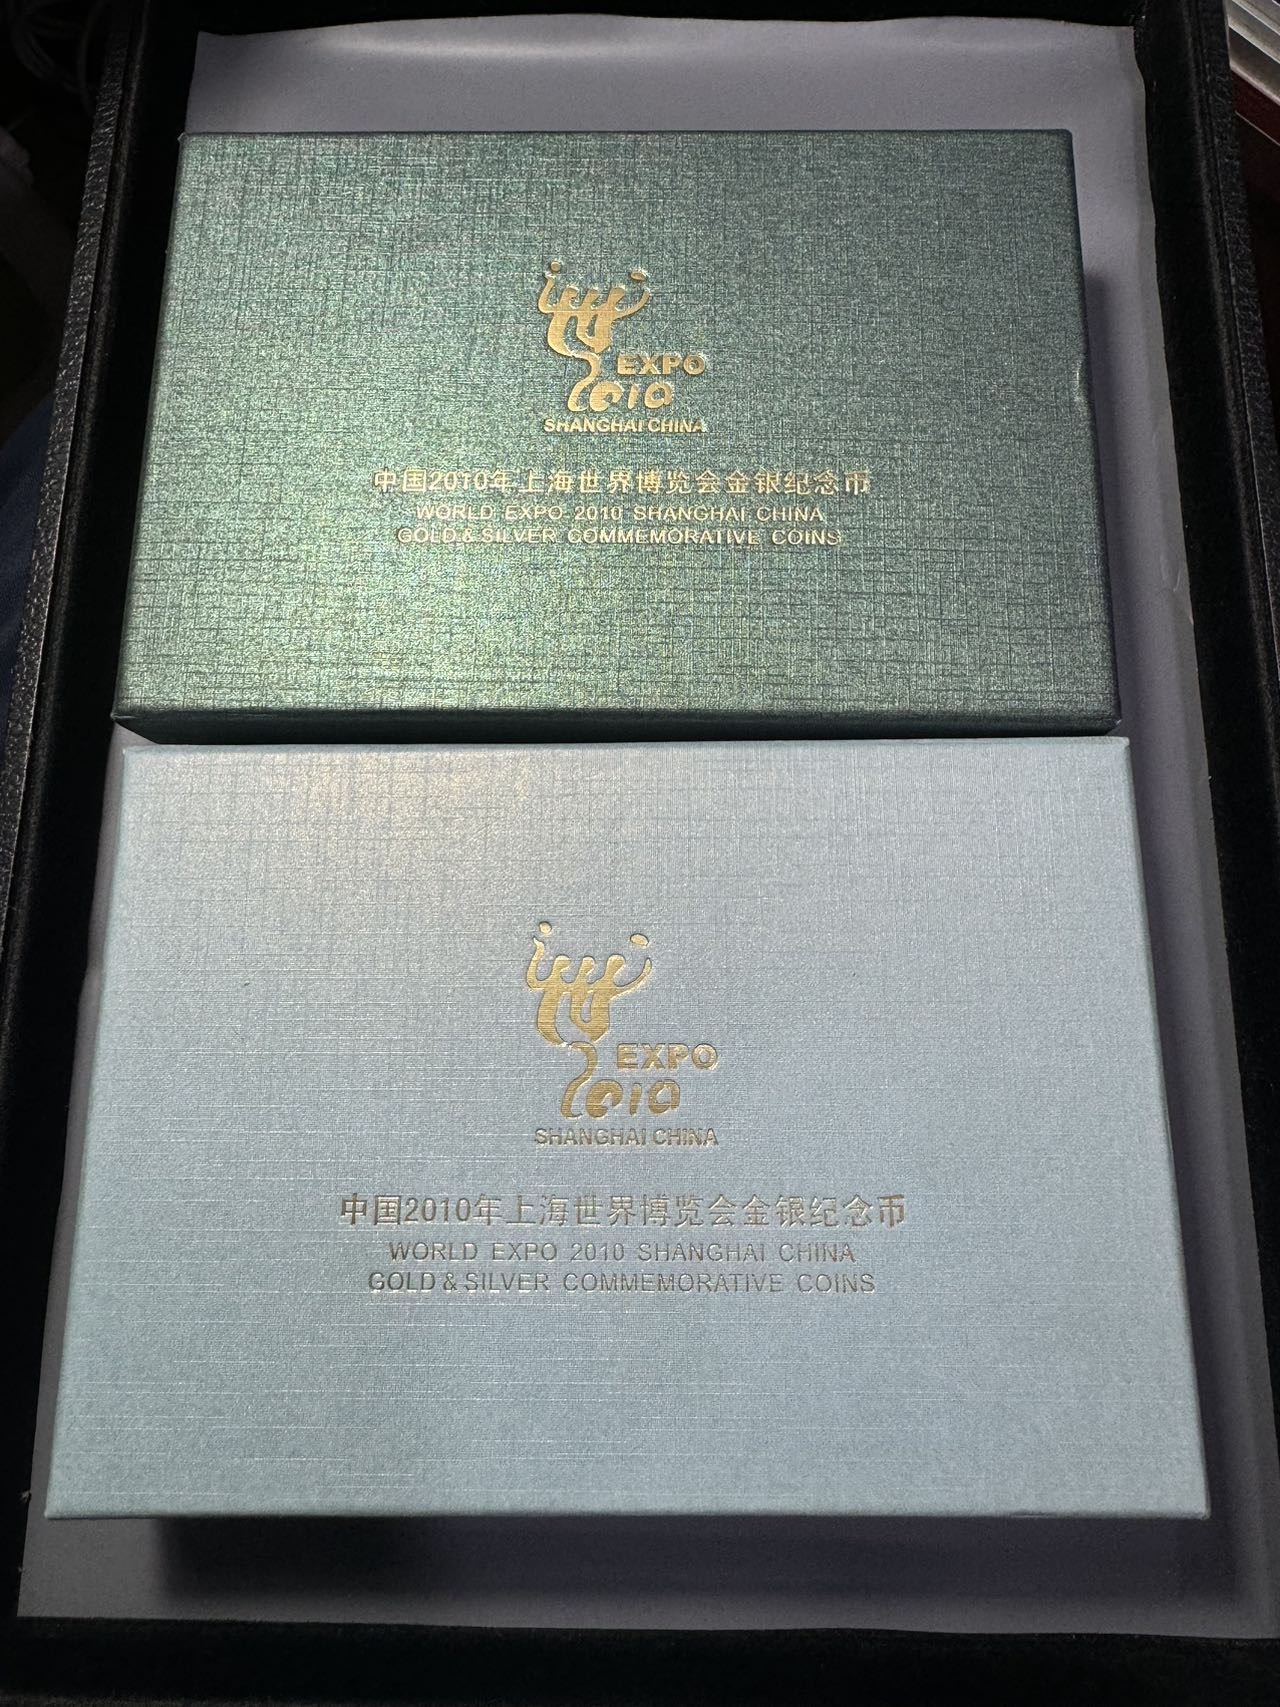 EXPO
2010
SHANGHAI CHINA
中国2010年上海世界博览会金银纪念币
WORLD EXPO 2010 SHANGHAI CHINA
GOLD & SILVER COMMEMORATIVE COINS
EXPO
2010
SHANGHAI CHINA
中国2010年上海世界博览会金银纪念币
WORLD EXPO 2010 SHANGHAI CHINA
GOLD & SILVER COMMEMORATIVE COINS